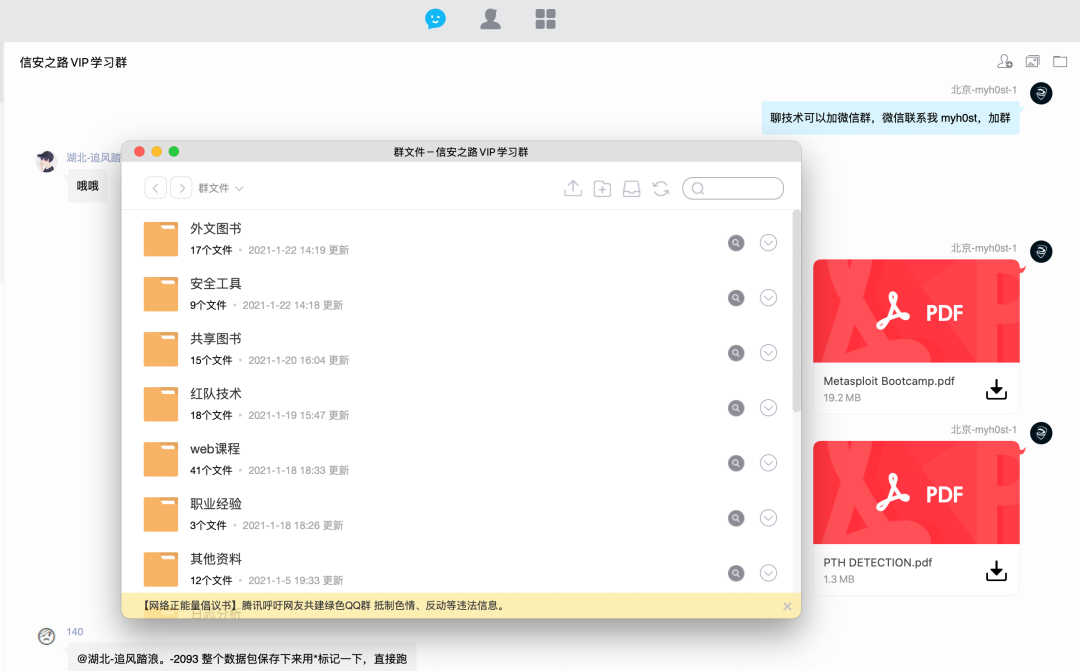 信安之路VIP学习群
北京-myh0st-1
聊技术可以加微信群，微信联系我 myh0st，加群
湖北-追风踏
哦哦
群文件－信安之路VIP学习群
群文件
外文图书
17个文件 • 2021-1-22 14:19 更新
安全工具
9个文件 • 2021-1-22 14:18 更新
共享图书
15个文件 • 2021-1-20 16:04 更新
红队技术
18个文件 • 2021-1-19 15:47 更新
web课程
41个文件 • 2021-1-18 18:33 更新
职业经验
3个文件 • 2021-1-18 18:26 更新
其他资料
12个文件 • 2021-1-5 19:33 更新
日志分析
【网络正能量倡议书】腾讯呼吁网友共建绿色QQ群 抵制色情、反动等违法信息。
北京-myh0st-1
PDF
Metasploit Bootcamp.pdf
19.2 MB
北京-myh0st-1
PDF
PTH DETECTION.pdf
1.3 MB
140
@湖北-追风踏浪。-2093 整个数据包保存下来用*标记一下，直接跑